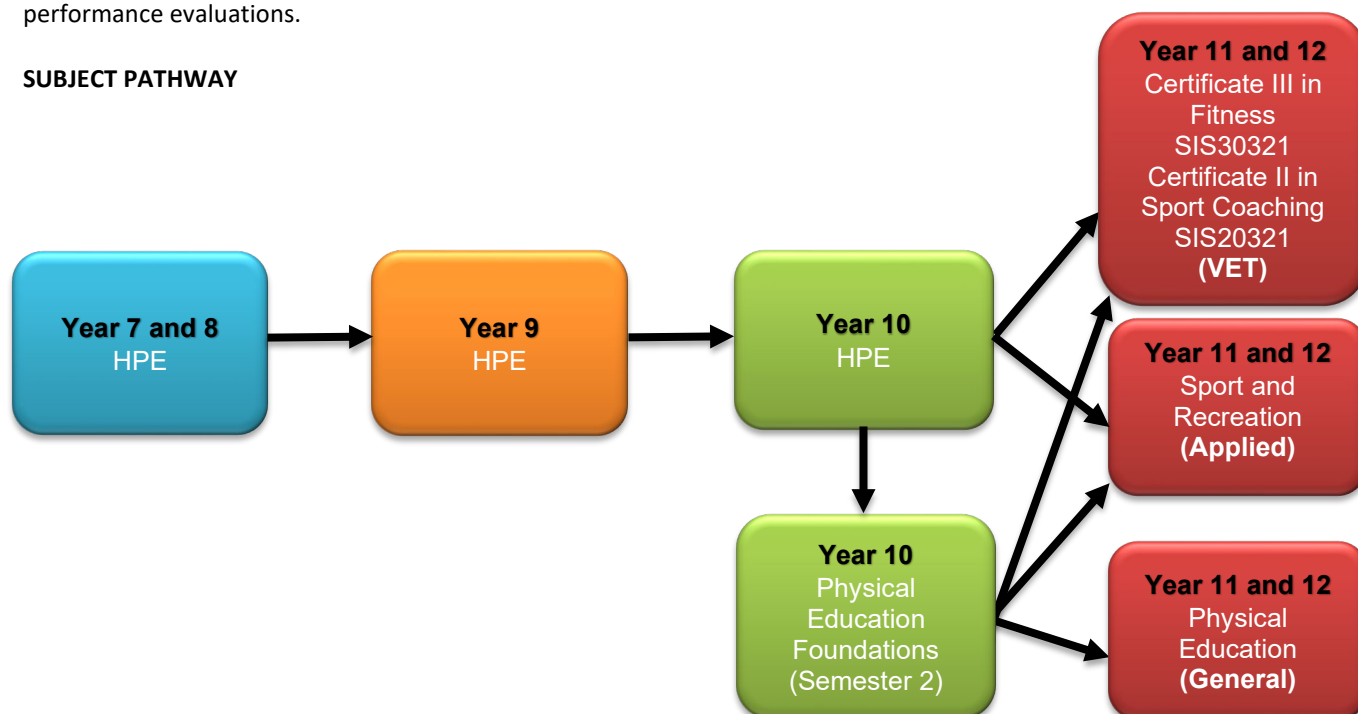 performance evaluations.
SUBJECT PATHWAY
Year 7 and 8
HPE
Year 9
HPE
Year 10
HPE
Year 10
Physical
Education
Foundations
(Semester 2)
Year 11 and 12
Certificate III in
Fitness
SIS30321
Certificate II in
Sport Coaching
SIS20321
(VET)
Year 11 and 12
Sport and
Recreation
(Applied)
Year 11 and 12
Physical
Education
(General)